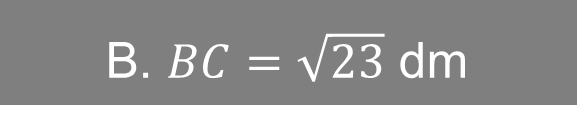 B. BC = √23 dm